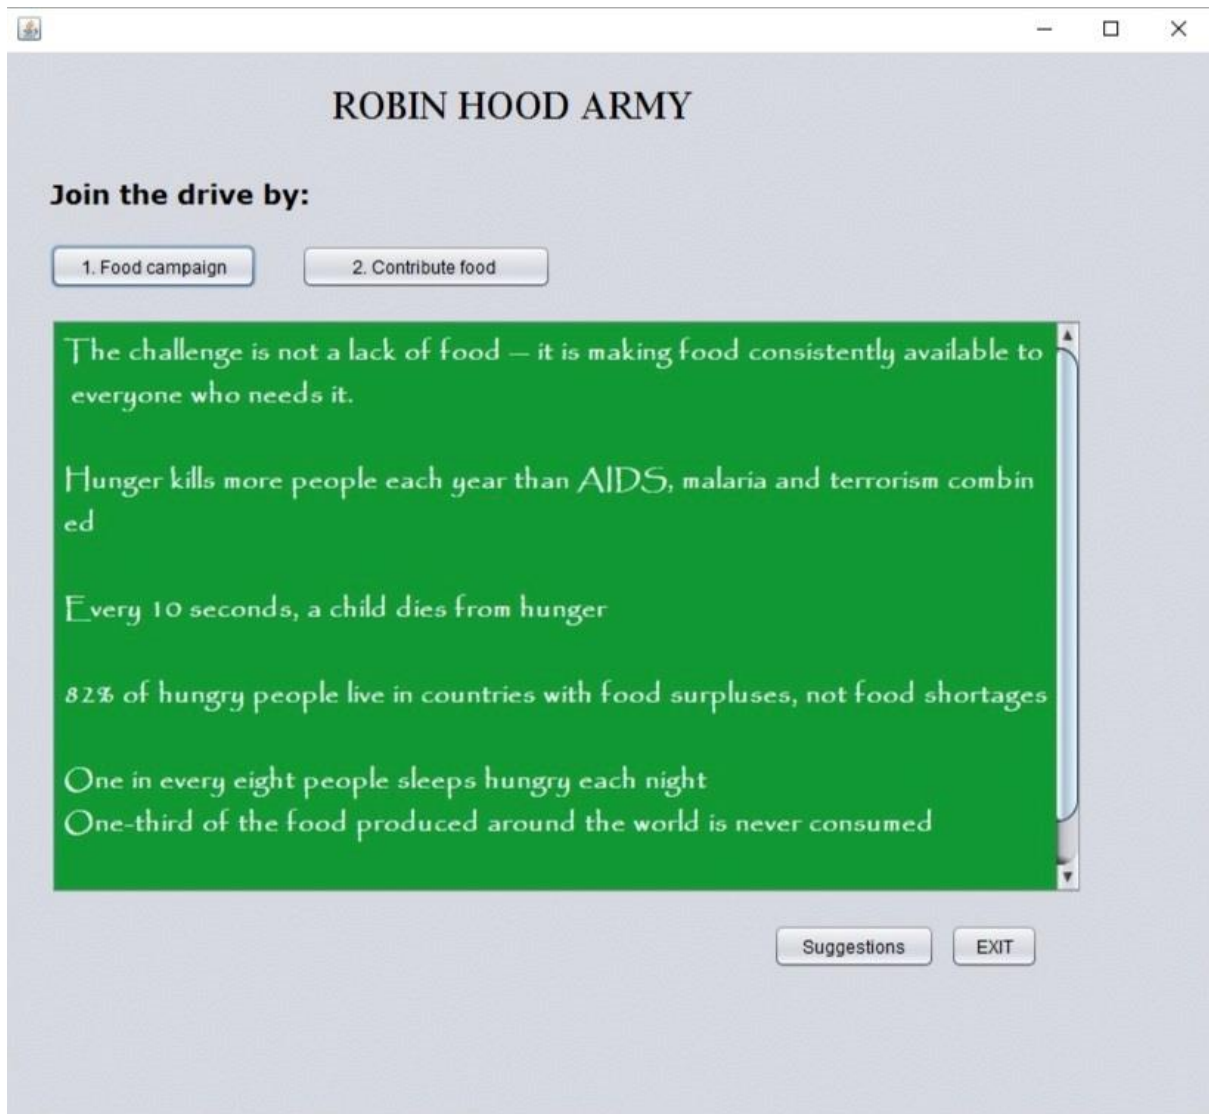 ROBIN HOOD ARMY
Join the drive by:
1. Food campaign
2. Contribute food
The challenge is not a lack of food – it is making food consistently available to
everyone who needs it.
Hunger kills more people each year than AIDS, malaria and terrorism combin
ed
Every 10 seconds, a child dies from hunger
82% of hungry people live in countries with food surpluses, not food shortages
One in every eight people sleeps hungry each night
One-third of the food produced around the world is never consumed
Suggestions
EXIT